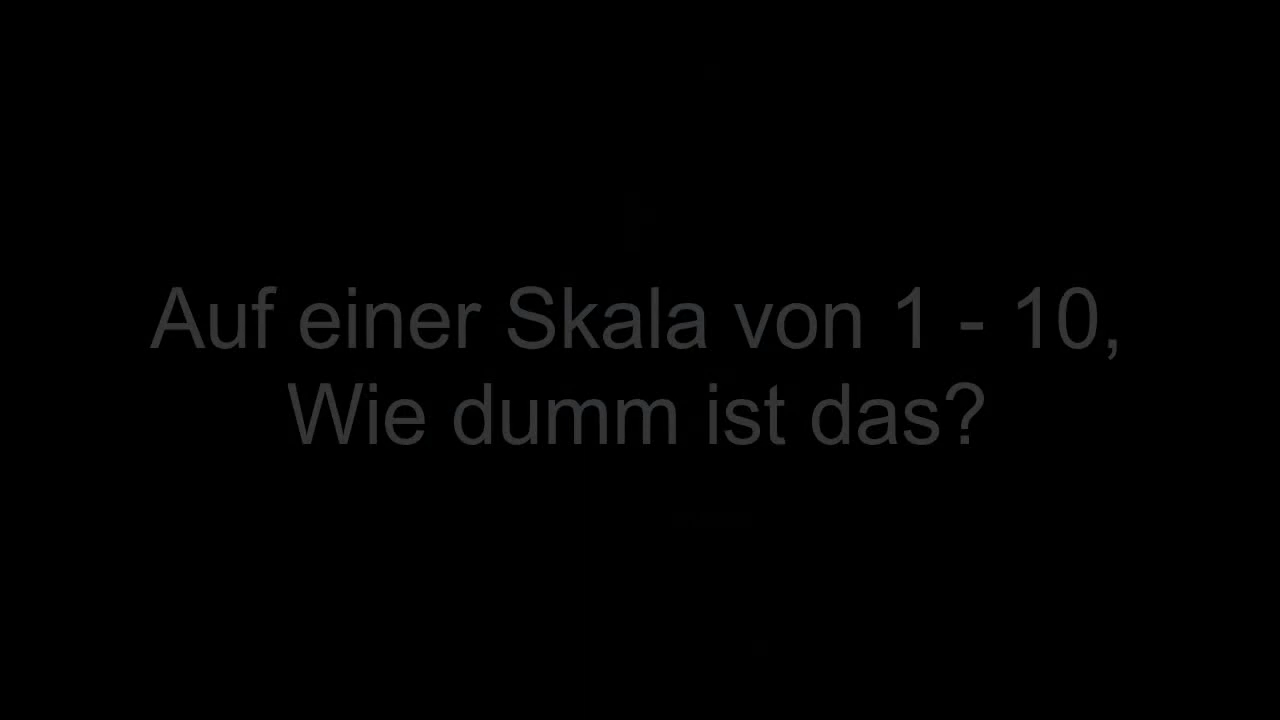 Auf einer Skala von 1 - 10,
Wie dumm ist das?